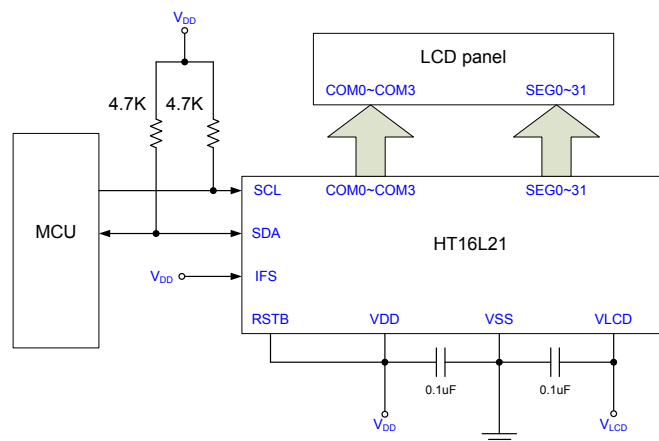 VDD
LCD panel
4.7K 4.7K
COM0~COM3 SEG0~31
MCU
SCL COM0~COM3 SEG0~31
SDA HT16L21
VDD IFS
RSTB VDD VSS VLCD
0.1uF 0.1uF
VDD VLCD